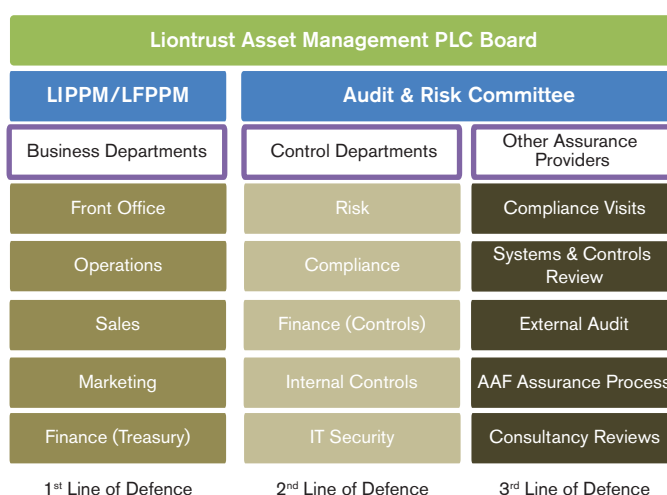 Liontrust Asset Management PLC Board
LIPPM/LFPPM
Audit & Risk Committee
Business Departments
Control Departments
Other Assurance
Providers
Front Office
Risk
Compliance Visits
Operations
Compliance
Systems & Controls
Review
Sales
Finance (Controls)
External Audit
Marketing
Internal Controls
AAF Assurance Process
Finance (Treasury)
IT Security
Consultancy Reviews
1st Line of Defence
2nd Line of Defence
3rd Line of Defence